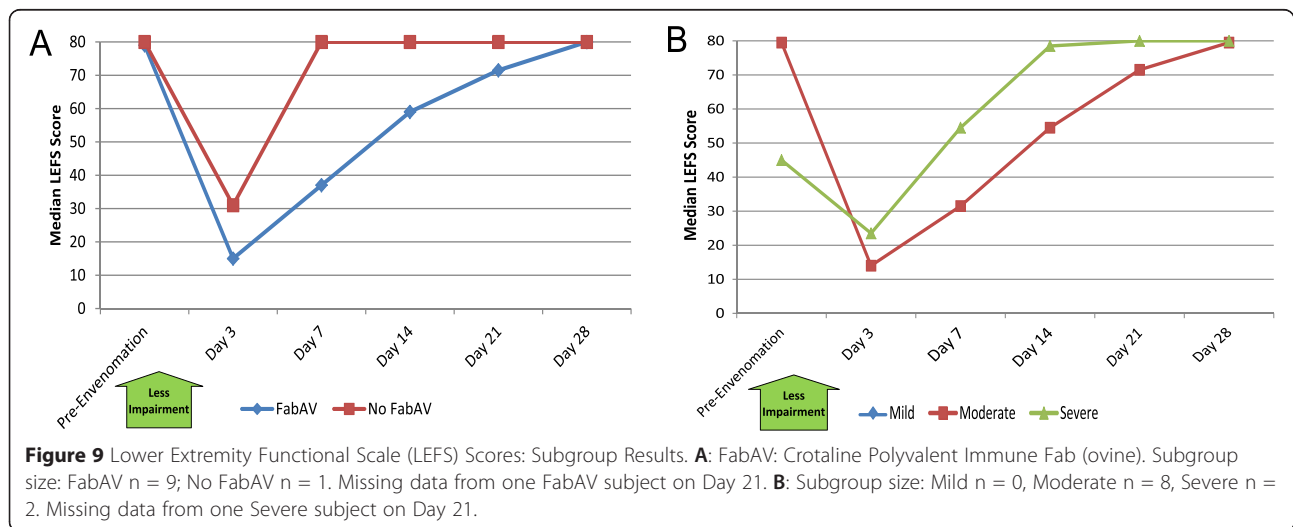 A
Median LEFS Score
80
70
60
50
40
30
20
10
0
Pre-Envenomation
Day 3
Day 7
Day 14
Day 21
Day 28
Less
Impairment
FabAV
No FabAV
B
Median LEFS Score
80
70
60
50
40
30
20
10
0
Pre-Envenomation
Day 3
Day 7
Day 14
Day 21
Day 28
Less
Impairment
Mild
Moderate
Severe
Figure 9 Lower Extremity Functional Scale (LEFS) Scores: Subgroup Results. A: FabAV: Crotaline Polyvalent Immune Fab (ovine). Subgroup
size: FabAV n = 9; No FabAV n = 1. Missing data from one FabAV subject on Day 21. B: Subgroup size: Mild n = 0, Moderate n = 8, Severe n =
2. Missing data from one Severe subject on Day 21.